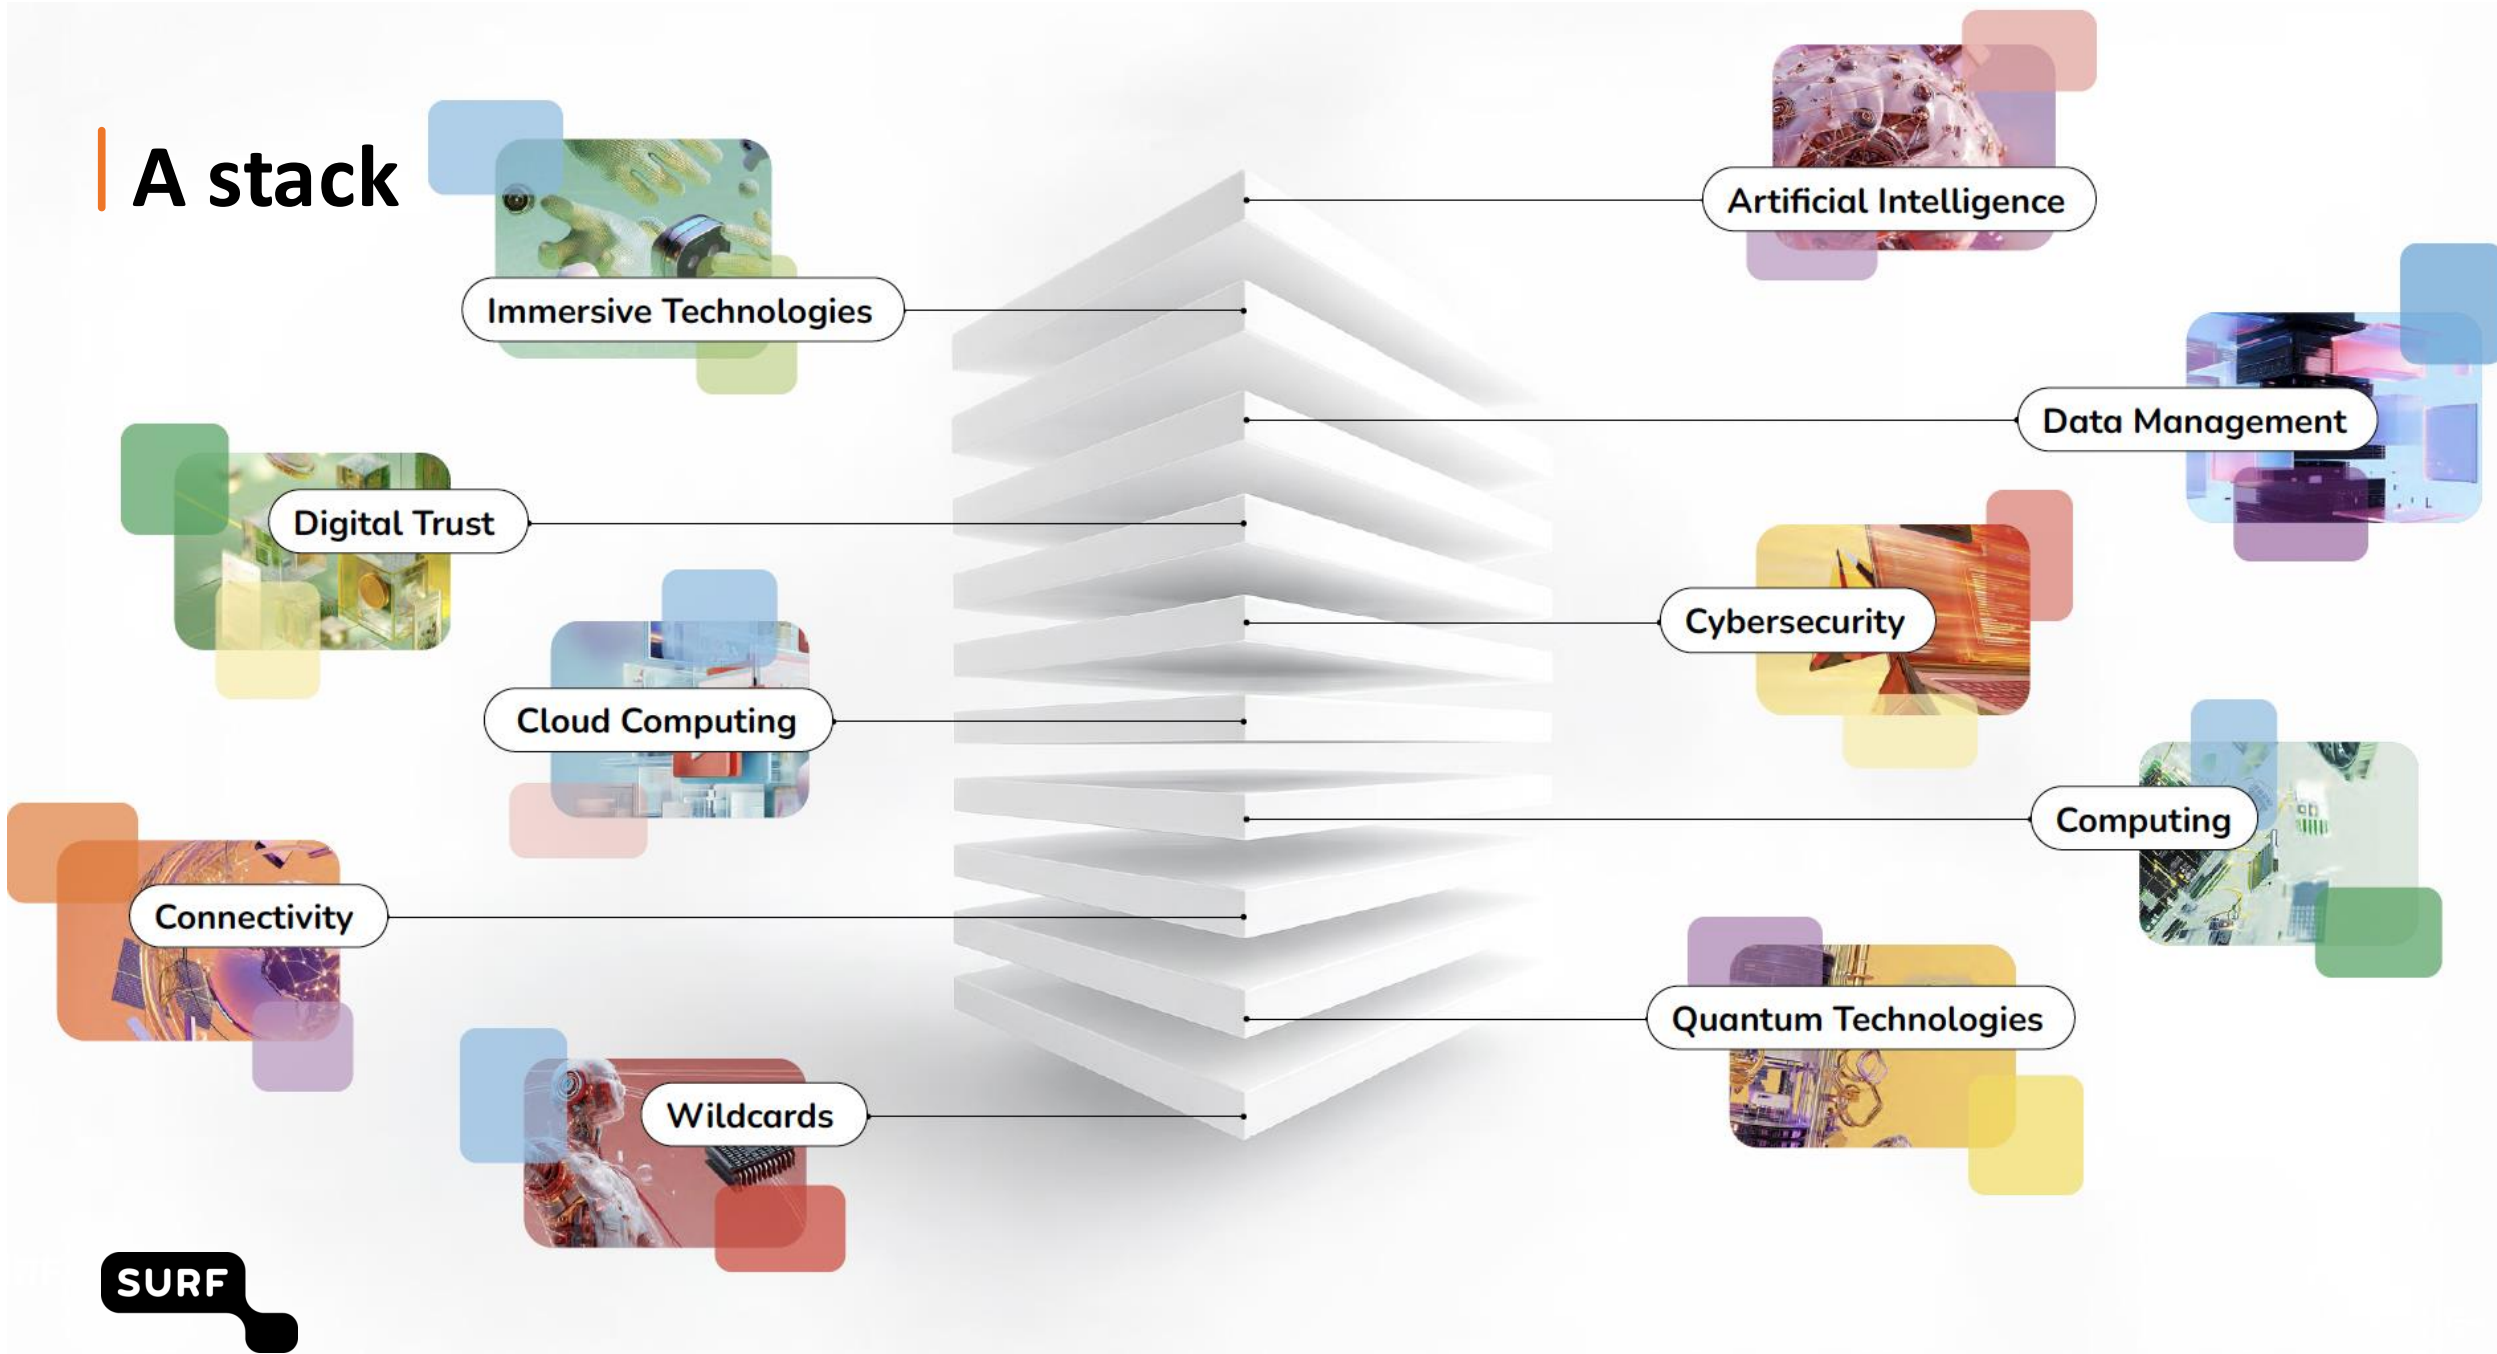 A stack
Artificial Intelligence
Immersive Technologies
Data Management
Digital Trust
Cybersecurity
Cloud Computing
Computing
Connectivity
Quantum Technologies
Wildcards
SURF